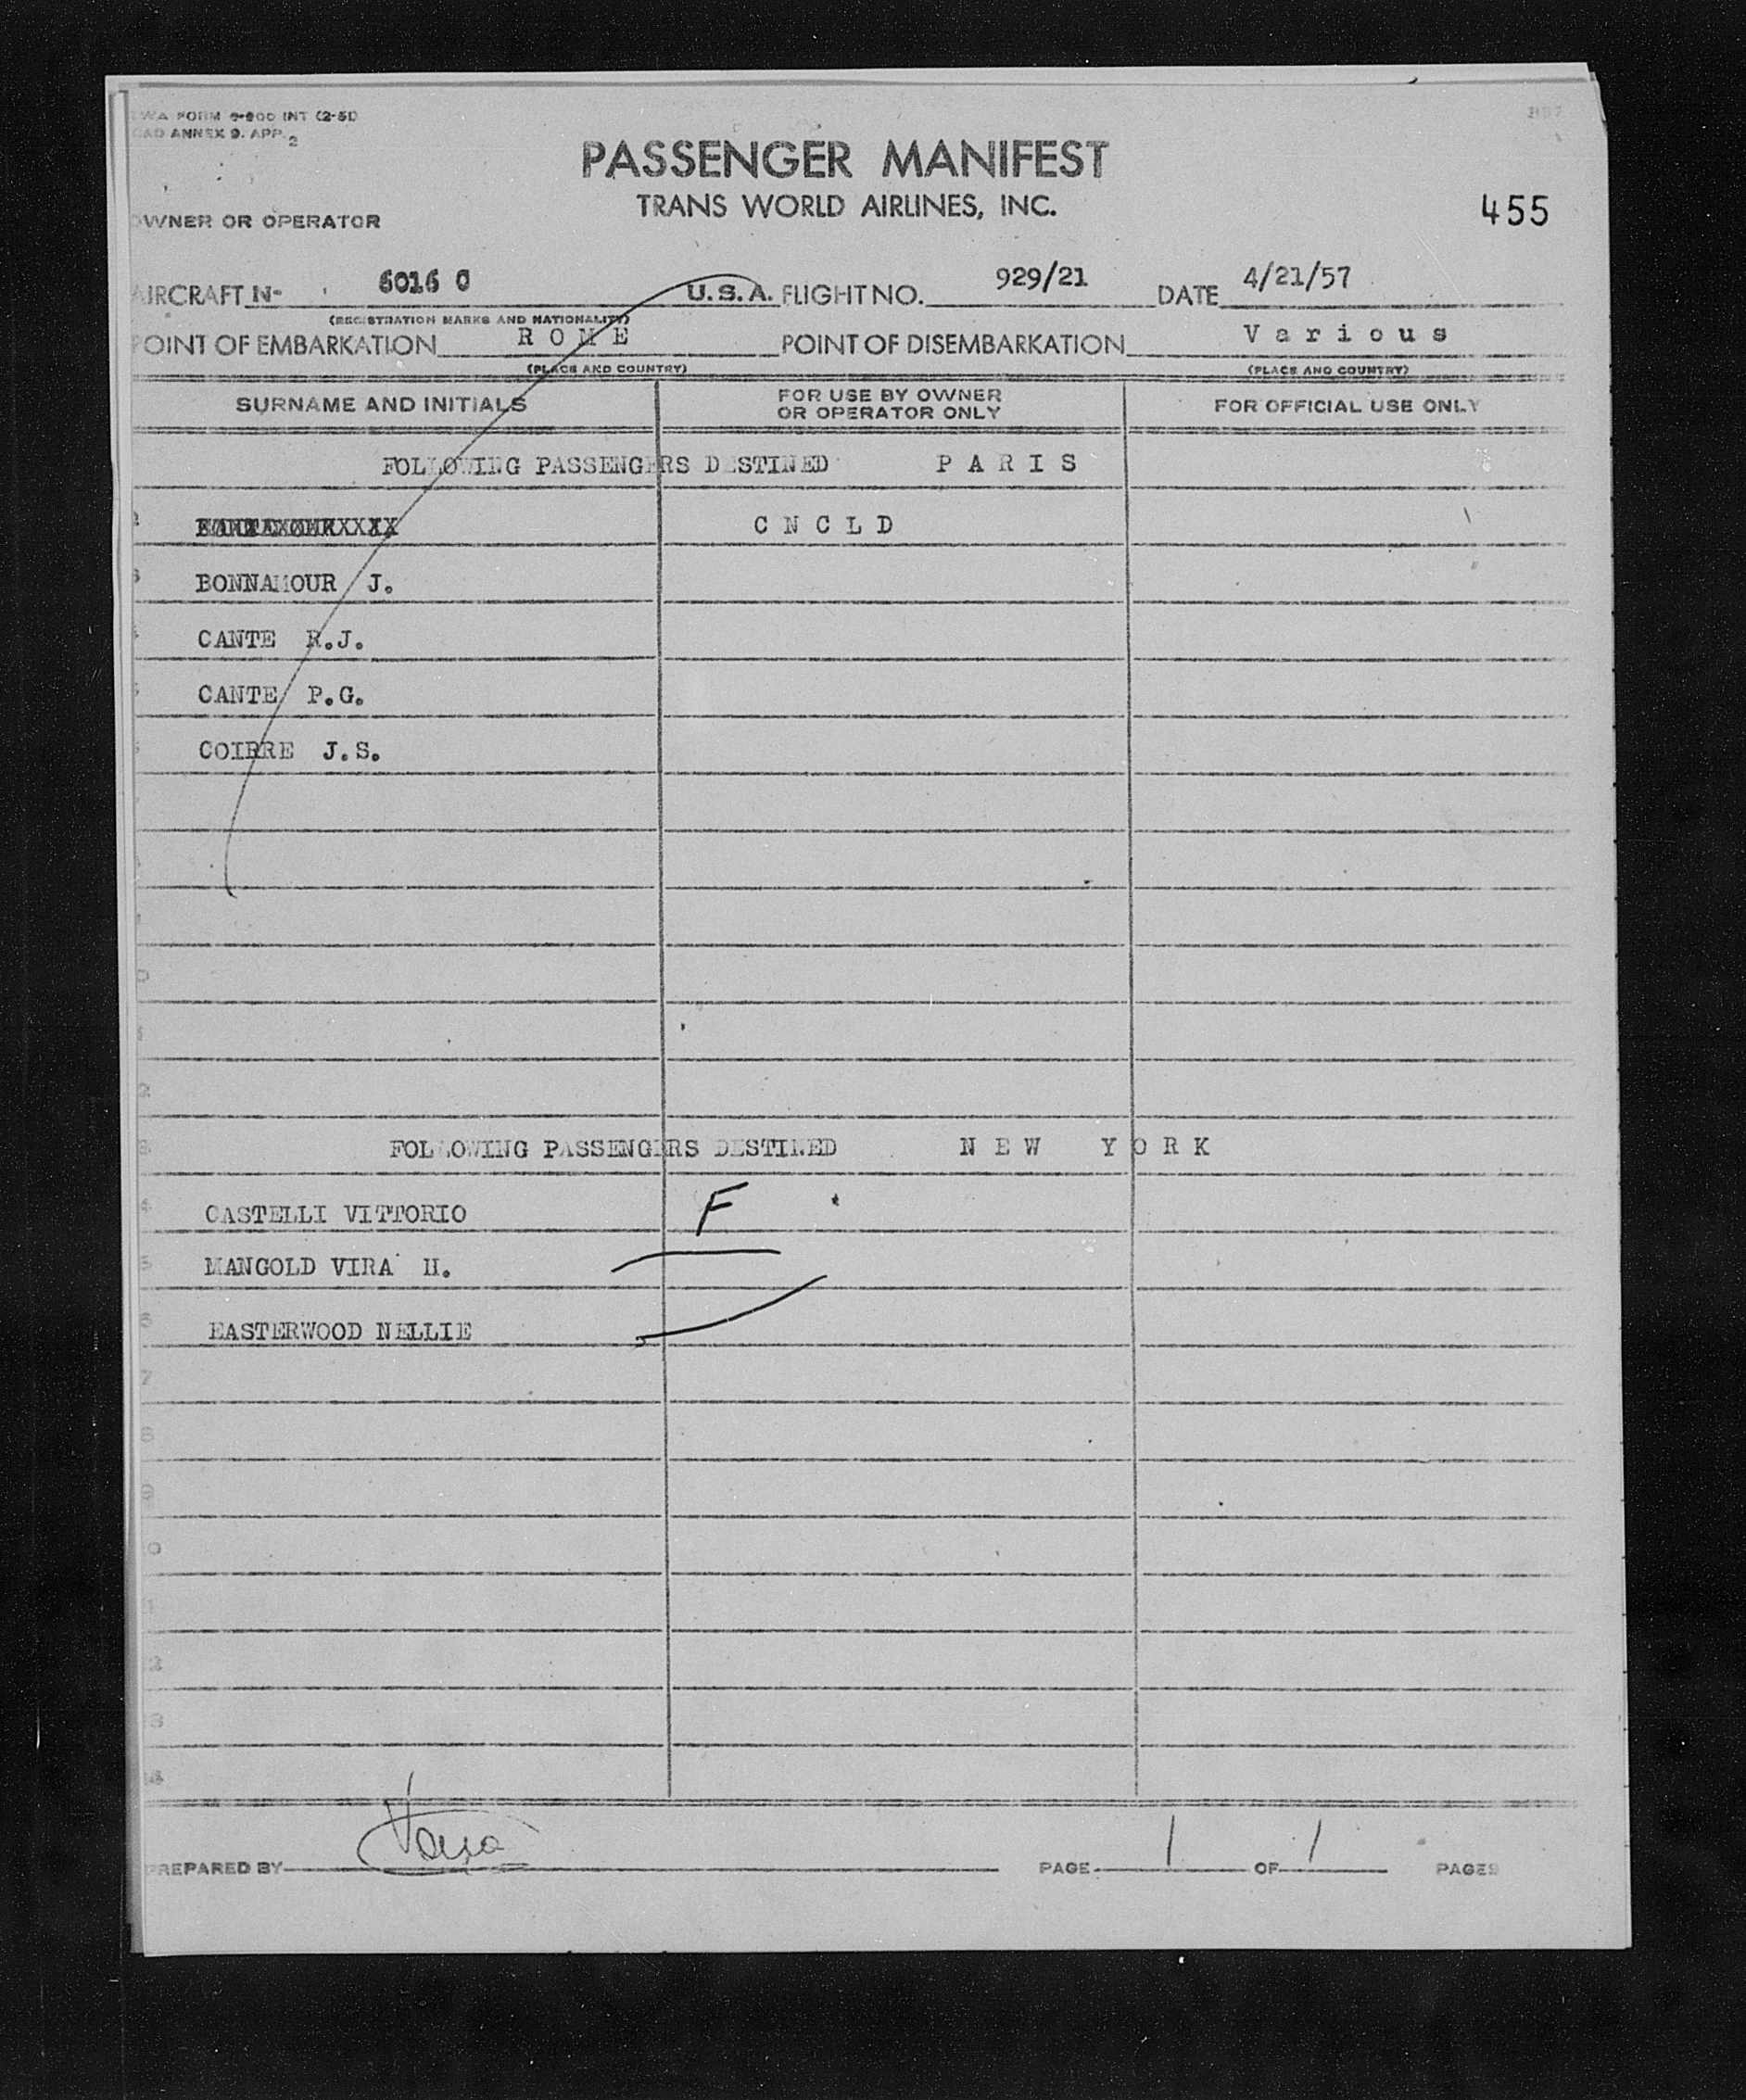 WA FORM 9-800 INT (2-51)
CAO ANNEX 9. APP. 2
PASSENGER MANIFEST
TRANS WORLD AIRLINES, INC.
455
OWNER OR OPERATOR
AIRCRAFT N- 6016 C U.S.A. FLIGHT NO. 929/21 DATE 4/21/57
(REGISTRATION MARKS AND NATIONALITY)
POINT OF EMBARKATION ROME POINT OF DISEMBARKATION Various
(PLACE AND COUNTRY) (PLACE AND COUNTRY)
SURNAME AND INITIALS FOR USE BY OWNER OR OPERATOR ONLY FOR OFFICIAL USE ONLY
FOLLOWING PASSENGERS DESTINED PARIS
CNCLD
BONNAMOUR J.
CANTE R.J.
CANTE P.G.
COIRRE J.S.
FOLLOWING PASSENGERS DESTINED NEW YORK
CASTELLI VITTORIO F
MANGOLD VIRA H.
EASTERWOOD NELLIE
PREPARED BY PAGE 1 OF 1 PAGES